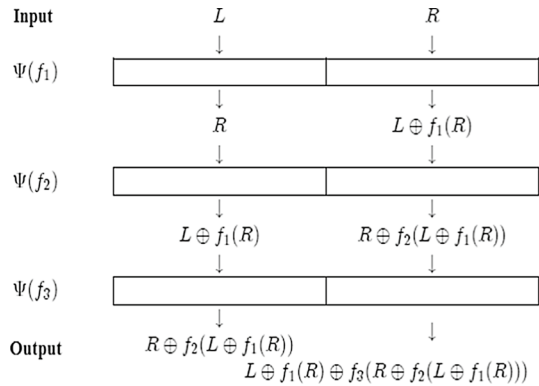 Input L R
Ψ(f₁)
R L ⊕ f₁(R)
Ψ(f₂)
L ⊕ f₁(R) R ⊕ f₂(L ⊕ f₁(R))
Ψ(f₃)
Output R ⊕ f₂(L ⊕ f₁(R))
L ⊕ f₁(R) ⊕ f₃(R ⊕ f₂(L ⊕ f₁(R)))